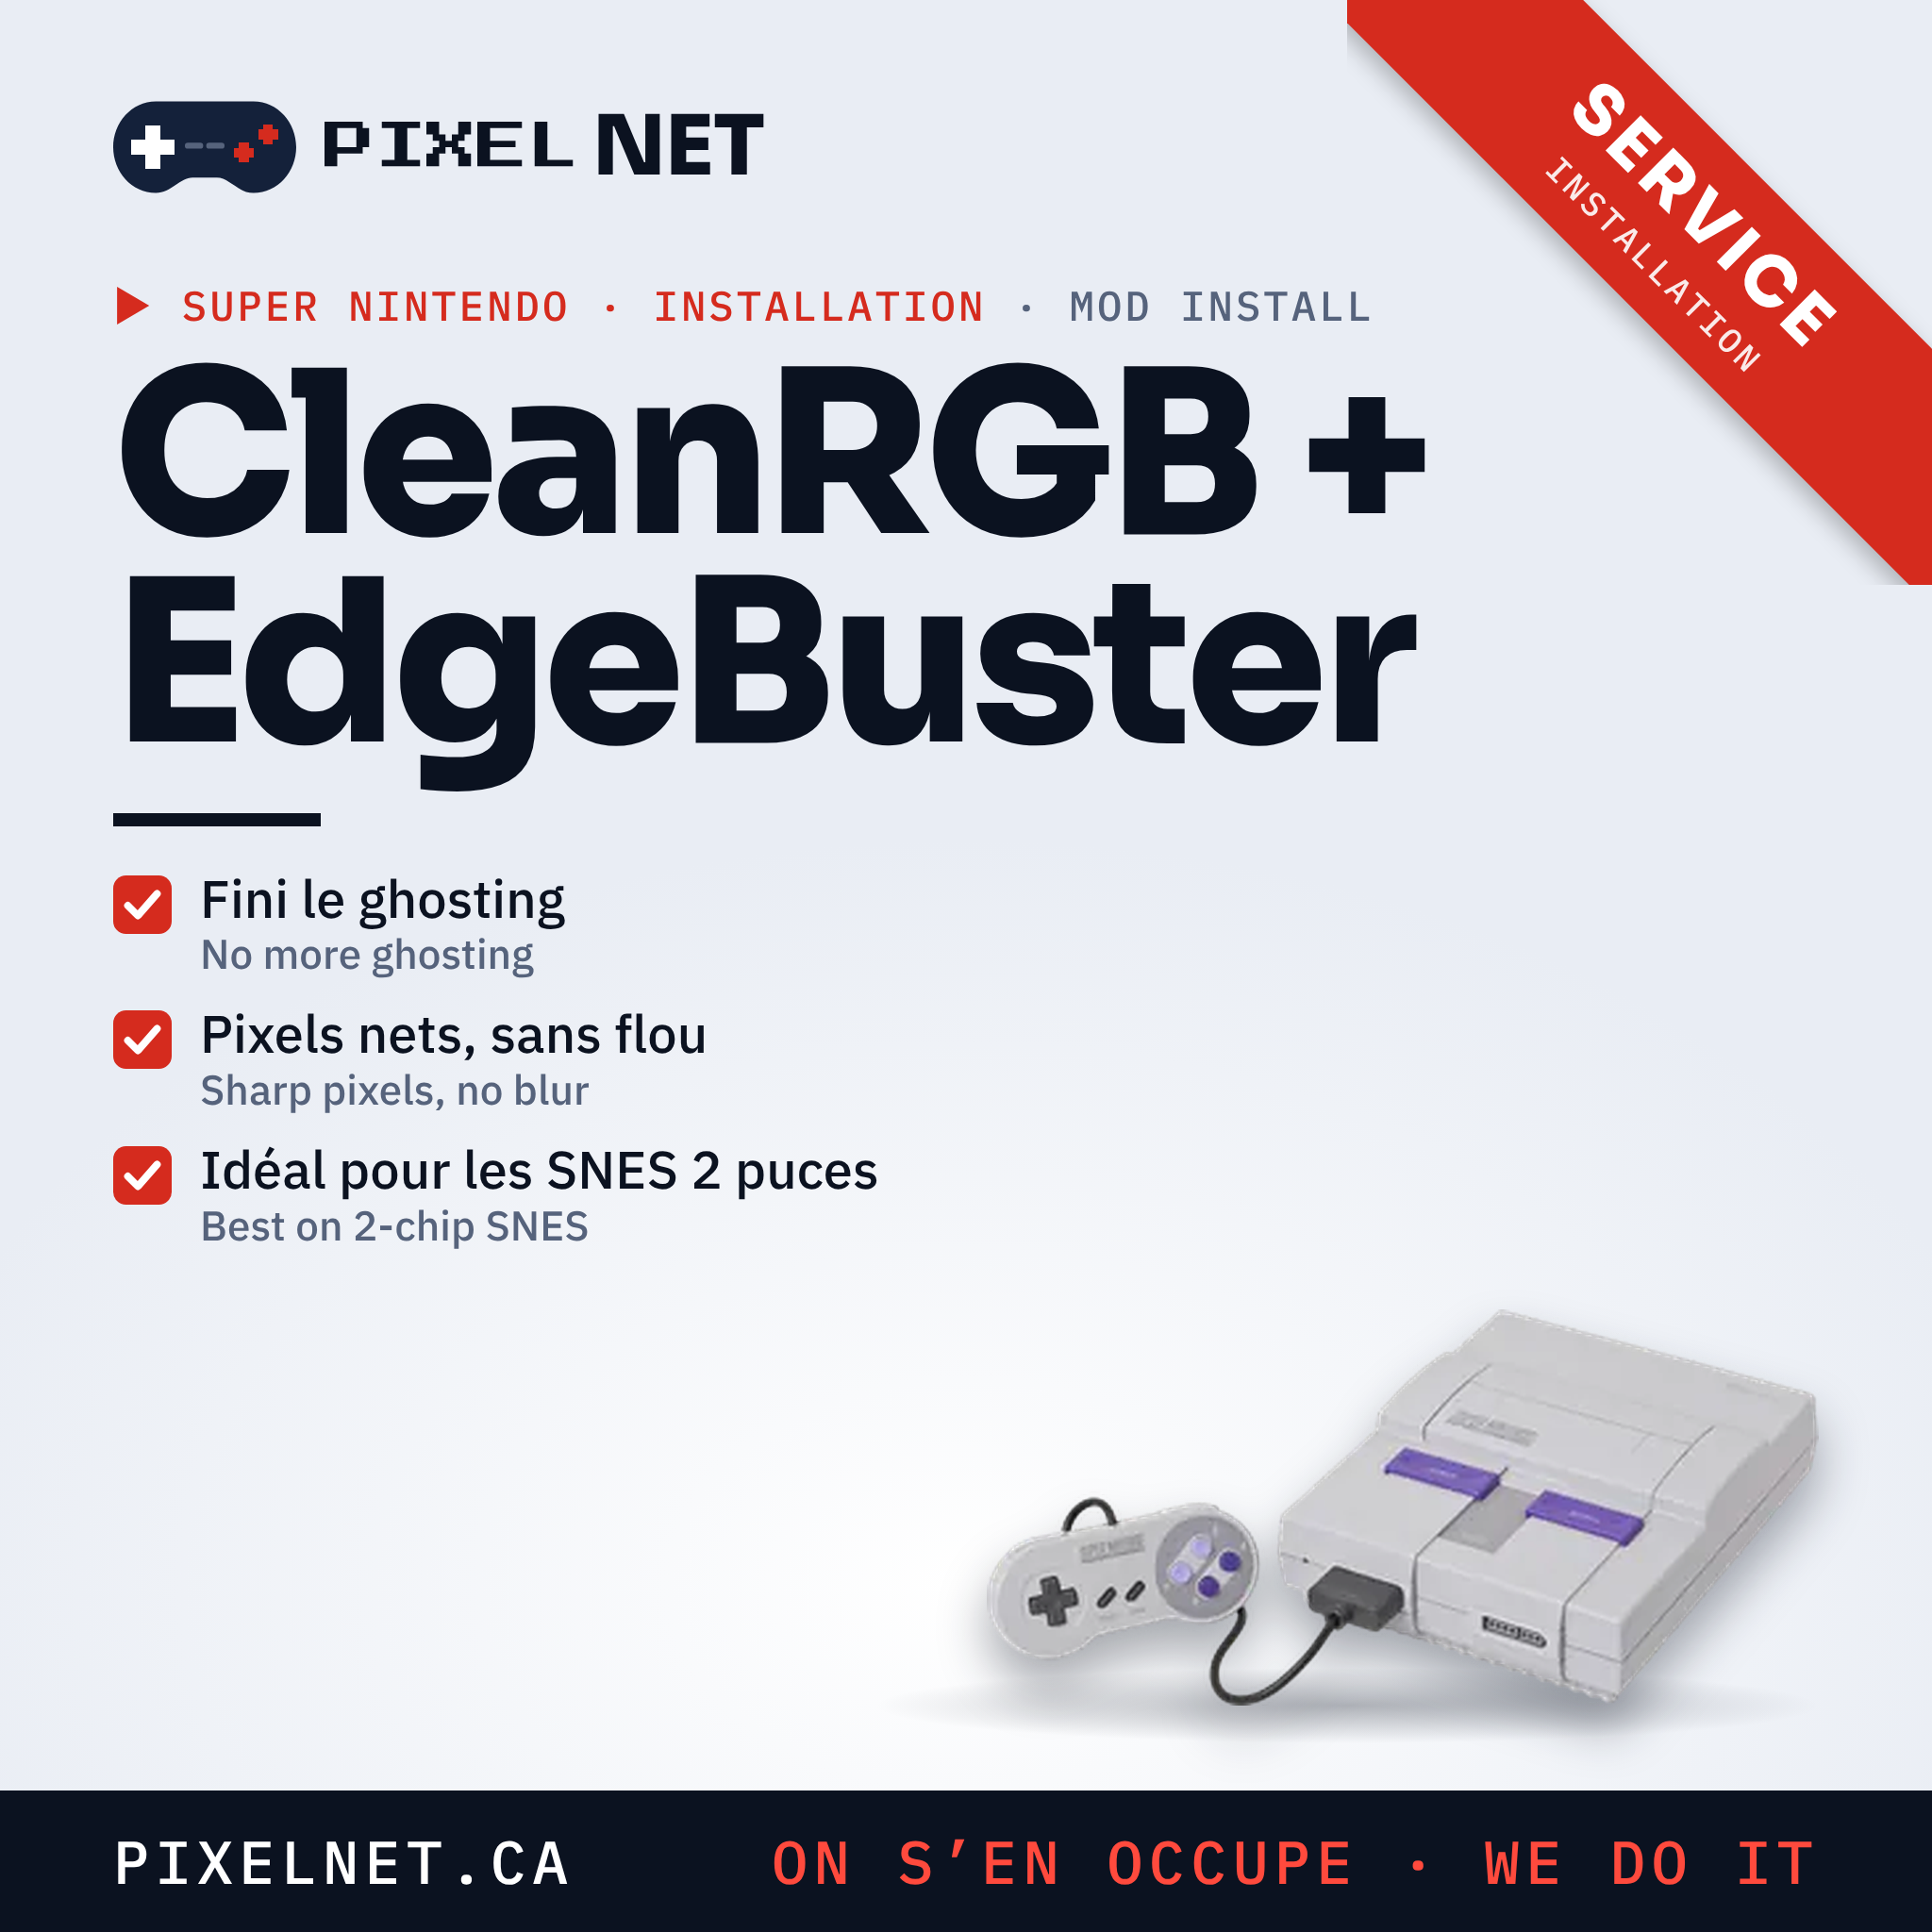 PIXEL NET
SERVICE
INSTALLATION
SUPER NINTENDO · INSTALLATION · MOD INSTALL
CleanRGB +
EdgeBuster
Fini le ghosting
No more ghosting
Pixels nets, sans flou
Sharp pixels, no blur
Idéal pour les SNES 2 puces
Best on 2-chip SNES
PIXELNET.CA
ON S’EN OCCUPE · WE DO IT